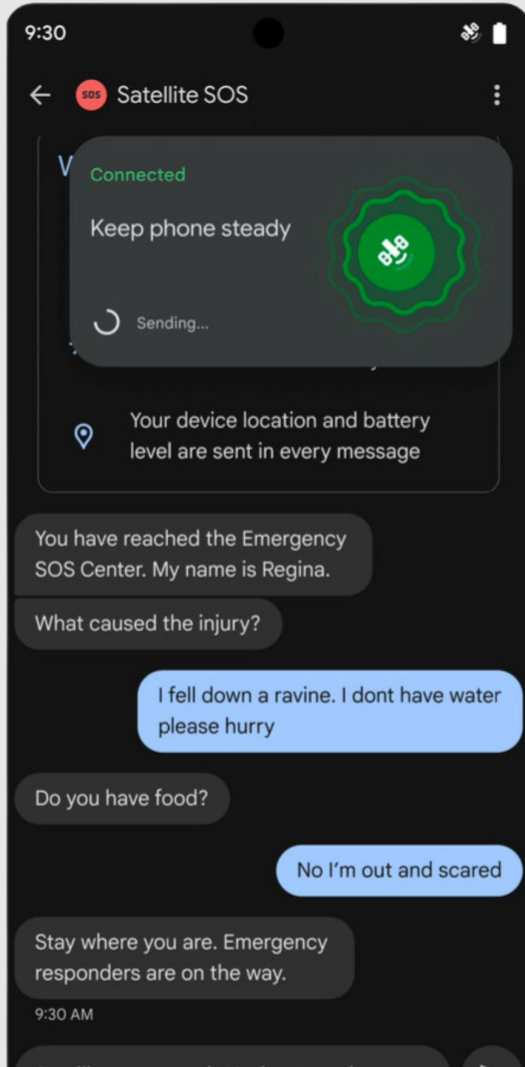 9:30
SOS
Satellite SOS
Connected
Keep phone steady
Sending...
Your device location and battery
level are sent in every message
You have reached the Emergency
SOS Center. My name is Regina.
What caused the injury?
I fell down a ravine. I dont have water
please hurry
Do you have food?
No I'm out and scared
Stay where you are. Emergency
responders are on the way.
9:30 AM